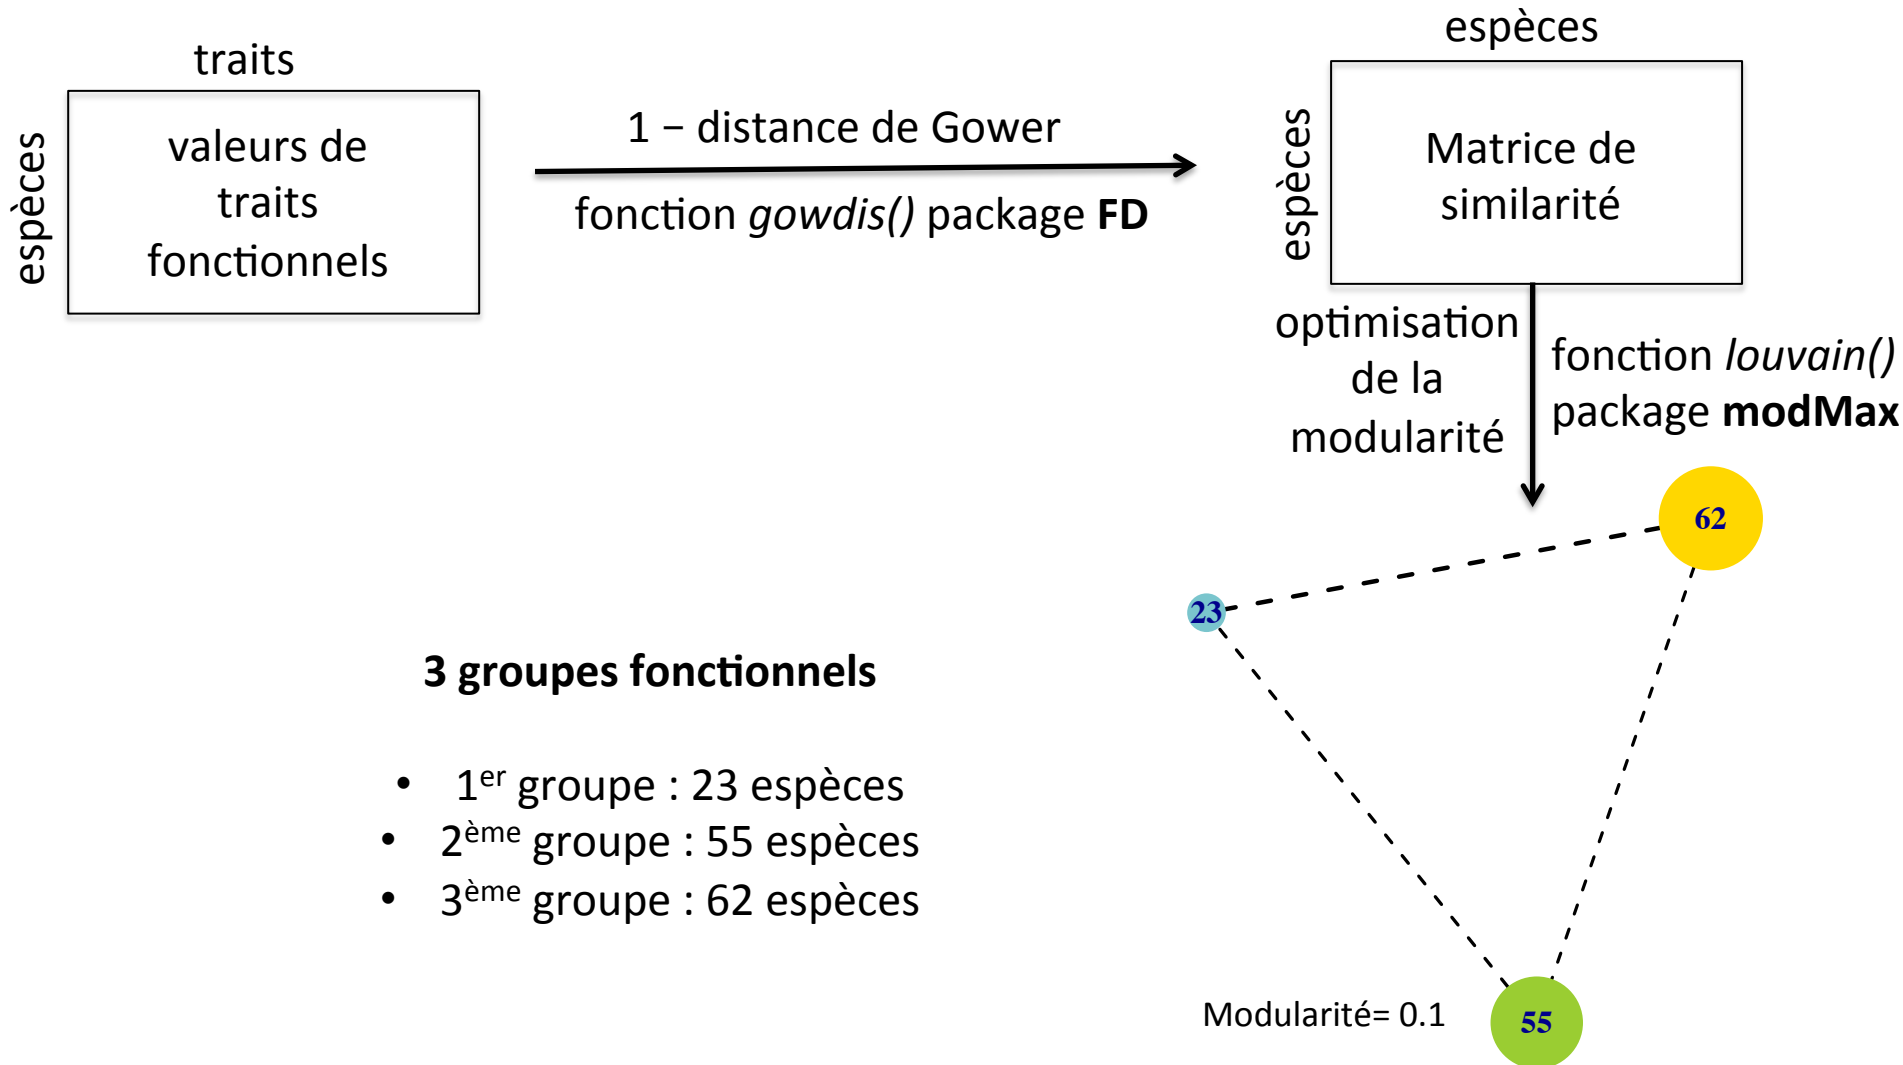 traits
espèces
valeurs de
traits
fonctionnels
1 − distance de Gower
fonction gowdis() package FD
espèces
espèces
Matrice de
similarité
optimisation
de la
modularité
fonction louvain()
package modMax
62
23
55
Modularité= 0.1
3 groupes fonctionnels
• 1er groupe : 23 espèces
• 2ème groupe : 55 espèces
• 3ème groupe : 62 espèces